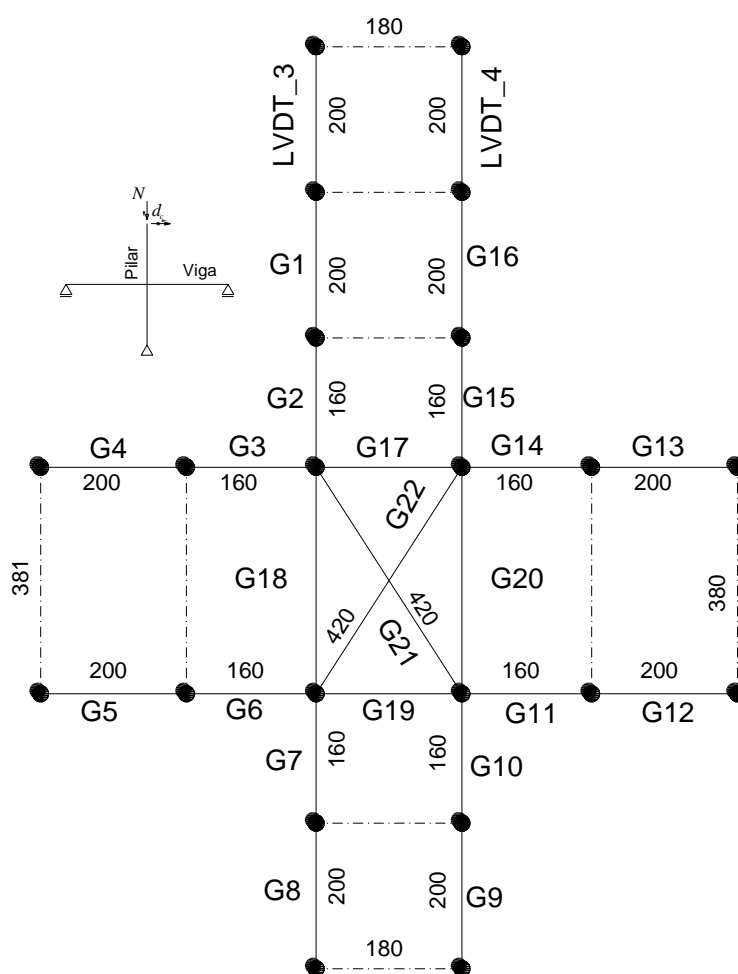 180
LVDT_3
200
200
LVDT_4
N
d
c
Pilar
Viga
G1
200
200
G16
G2
160
160
G15
G4
G3
G17
G14
G13
200
160
G22
160
200
381
G18
G20
380
420
420
G21
200
160
160
200
G5
G6
G19
G11
G12
G7
160
160
G10
G8
200
200
G9
180